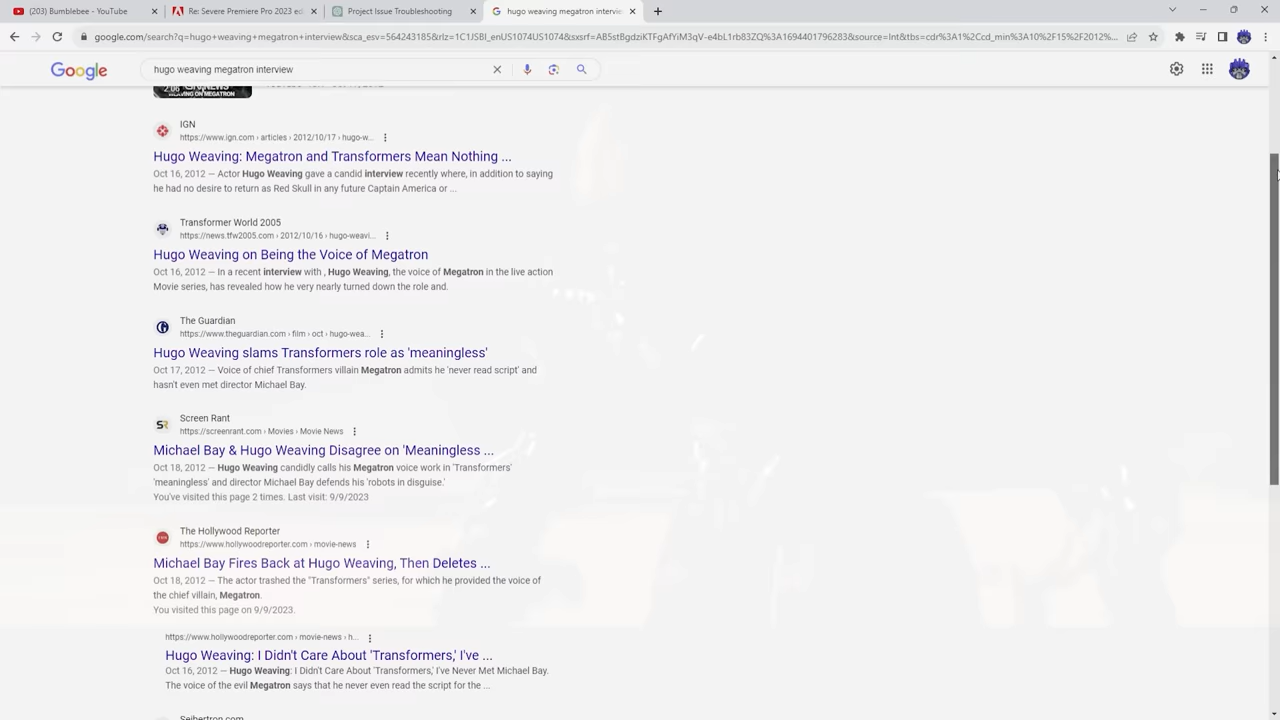 (203) Bumblebee - YouTube
Re: Severe Premiere Pro 2023 ed
Project Issue Troubleshooting
hugo weaving megatron interview
google.com/search?q=hugo+weaving+megatron+interview&sca_esv=564243185&rlz=1C1JSBI_enUS1074US1074&sxsrf=AB5stBgdziKTFgAfYiM3qV-e4bL1rb83ZQ%3A1694401796283&source=lnt&tbs=cdr%3A1%2Ccd_min%3A10%2F15%2F2012%...
Google
hugo weaving megatron interview
2:06
WEAVING ON MEGATRON
IGN
https://www.ign.com › articles › 2012/10/17 › hugo-w...
Hugo Weaving: Megatron and Transformers Mean Nothing ...
Oct 16, 2012 — Actor Hugo Weaving gave a candid interview recently where, in addition to saying
he had no desire to return as Red Skull in any future Captain America or ...
Transformer World 2005
https://news.tfw2005.com › 2012/10/16 › hugo-weavi...
Hugo Weaving on Being the Voice of Megatron
Oct 16, 2012 — In a recent interview with , Hugo Weaving, the voice of Megatron in the live action
Movie series, has revealed how he very nearly turned down the role and.
The Guardian
https://www.theguardian.com › film › oct › hugo-wea...
Hugo Weaving slams Transformers role as 'meaningless'
Oct 17, 2012 — Voice of chief Transformers villain Megatron admits he 'never read script' and
hasn't even met director Michael Bay.
Screen Rant
https://screenrant.com › Movies › Movie News
Michael Bay & Hugo Weaving Disagree on 'Meaningless ...
Oct 18, 2012 — Hugo Weaving candidly calls his Megatron voice work in 'Transformers'
'meaningless' and director Michael Bay defends his 'robots in disguise.'
You've visited this page 2 times. Last visit: 9/9/2023
The Hollywood Reporter
https://www.hollywoodreporter.com › movie-news
Michael Bay Fires Back at Hugo Weaving, Then Deletes ...
Oct 18, 2012 — The actor trashed the "Transformers" series, for which he provided the voice of
the chief villain, Megatron.
You visited this page on 9/9/2023.
https://www.hollywoodreporter.com › movie-news › h...
Hugo Weaving: I Didn't Care About 'Transformers,' I've ...
Oct 16, 2012 — Hugo Weaving: I Didn't Care About 'Transformers,' I've Never Met Michael Bay.
The voice of the evil Megatron says that he never even read the script for the ...
Seibertron.com